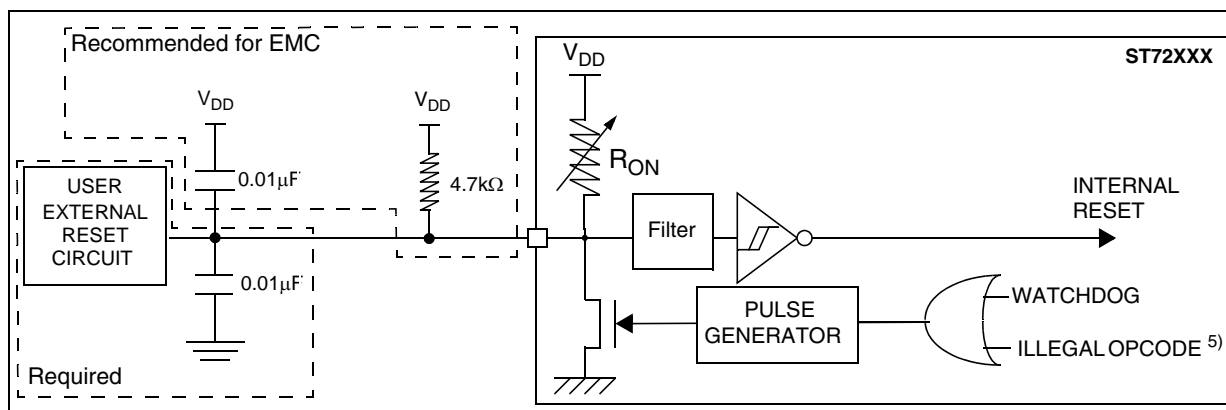 Recommended for EMC
V_DD
V_DD
USER
EXTERNAL
RESET
CIRCUIT
0.01µF
4.7kΩ
0.01µF
Required
V_DD
ST72XXX
R_ON
Filter
INTERNAL
RESET
PULSE
GENERATOR
WATCHDOG
ILLEGAL OPCODE 5)